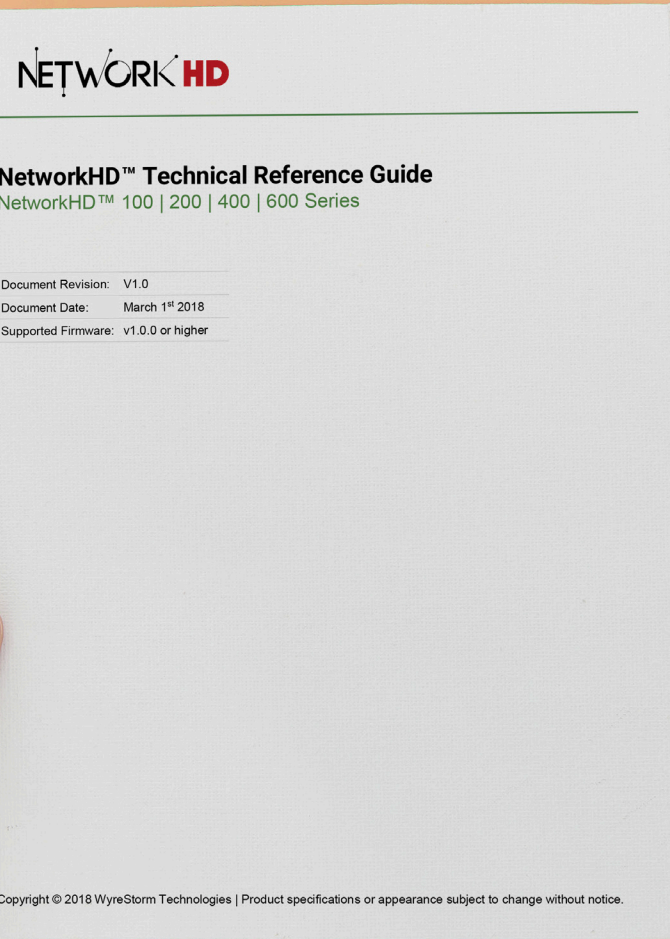 NETWORK HD
NetworkHD™ Technical Reference Guide
NetworkHD™ 100 | 200 | 400 | 600 Series
Document Revision: V1.0
Document Date: March 1st 2018
Supported Firmware: v1.0.0 or higher
Copyright © 2018 WyreStorm Technologies | Product specifications or appearance subject to change without notice.